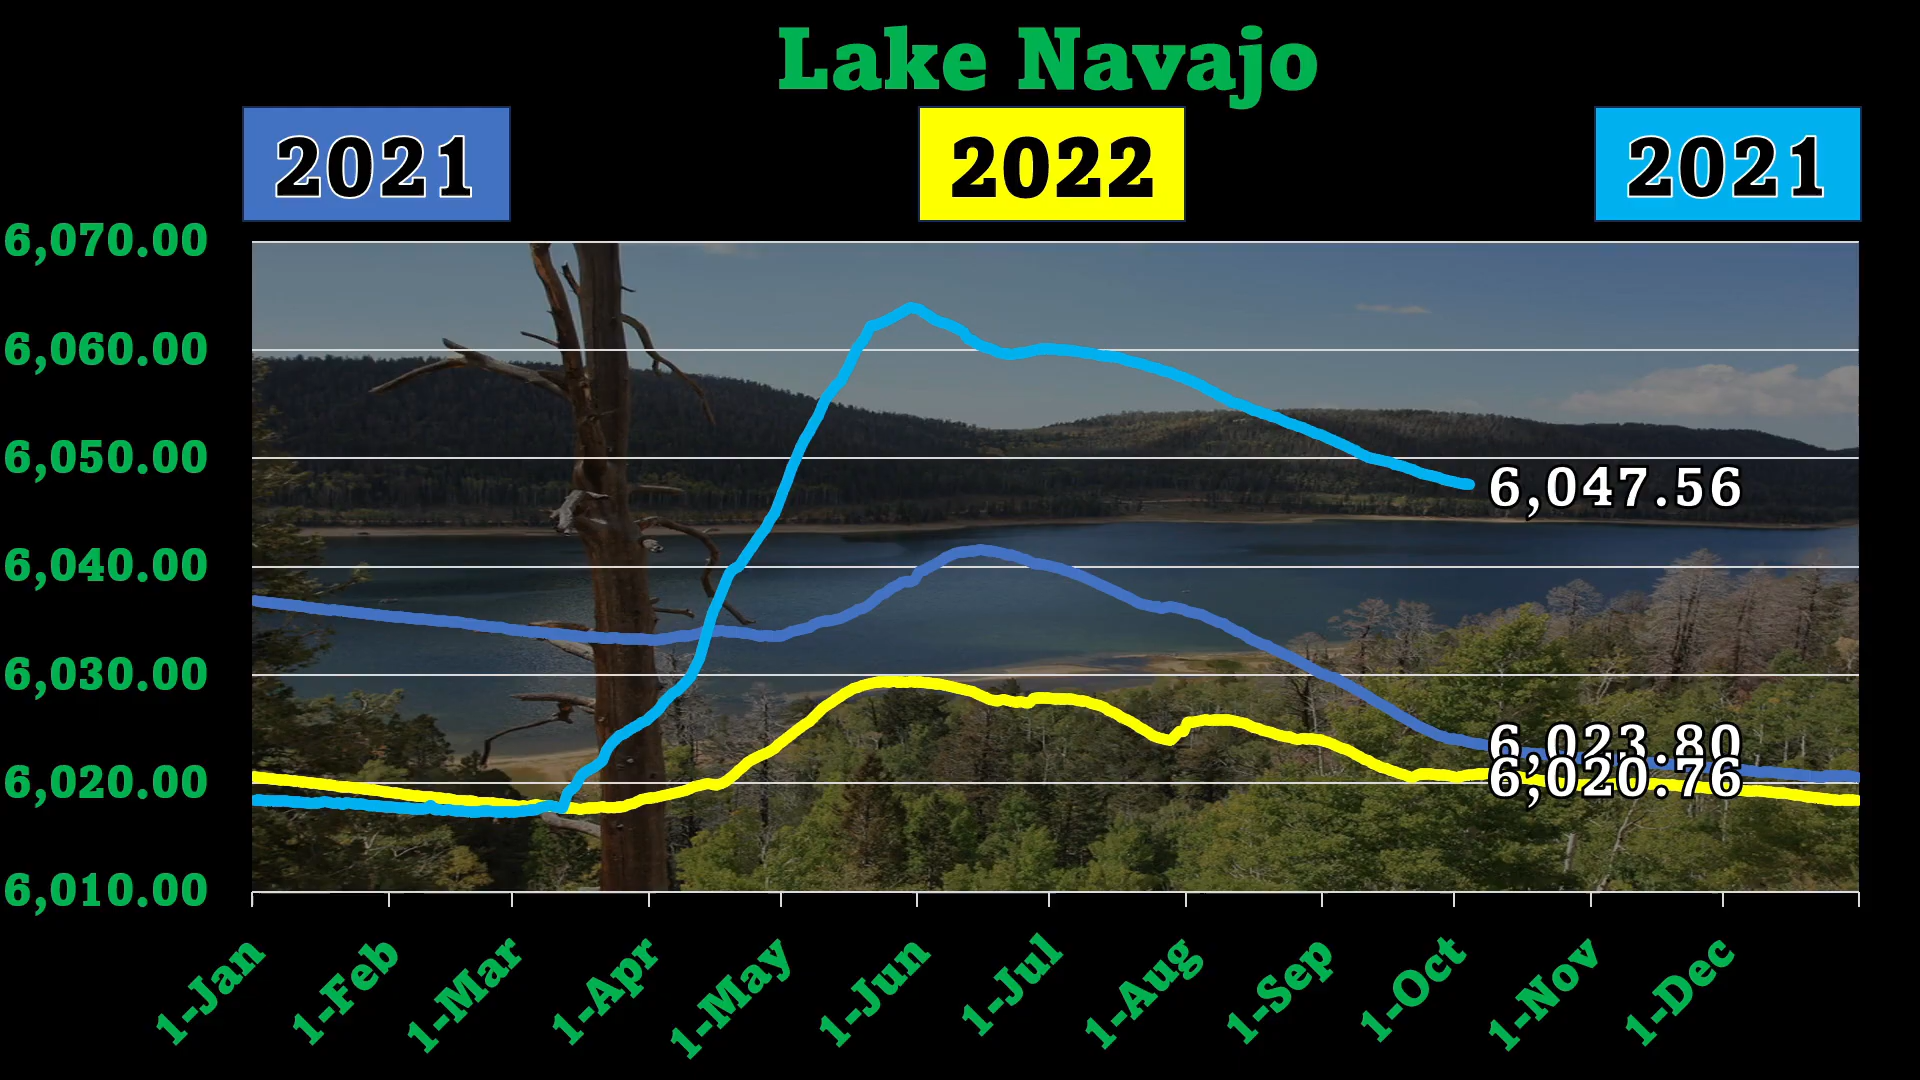 Lake Navajo
2021
2022
2021
6,070.00
6,060.00
6,050.00
6,040.00
6,030.00
6,020.00
6,010.00
6,047.56
6,023.80
6,020.76
1-Jan
1-Feb
1-Mar
1-Apr
1-May
1-Jun
1-Jul
1-Aug
1-Sep
1-Oct
1-Nov
1-Dec